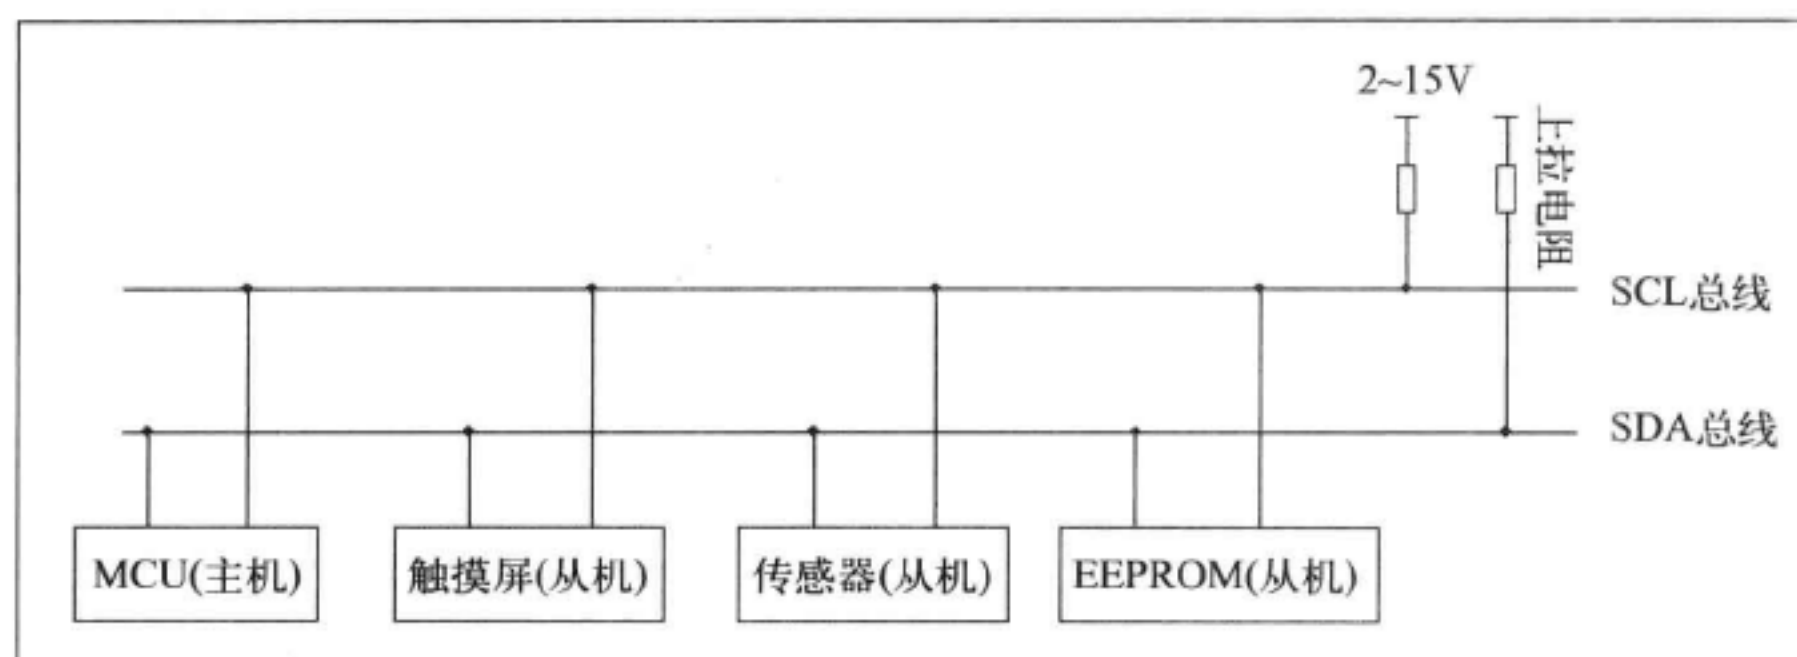 2~15V
上拉电阻
SCL总线
SDA总线
MCU(主机)
触摸屏(从机)
传感器(从机)
EEPROM(从机)